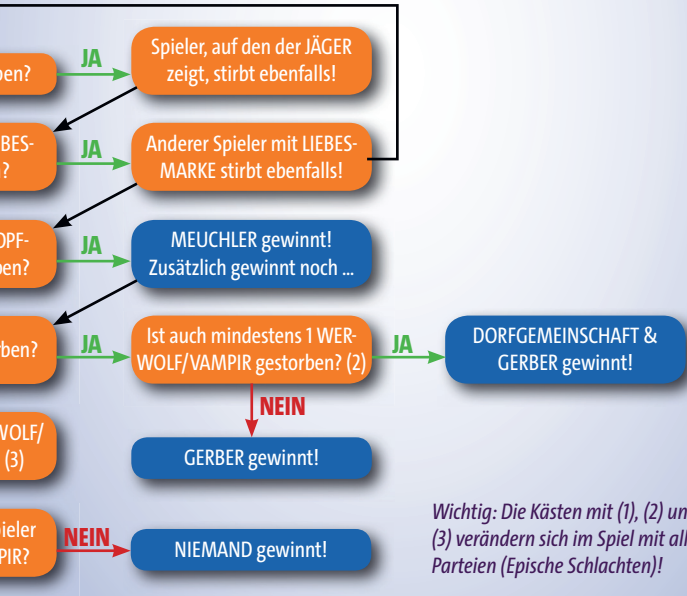 JA
Spieler, auf den der JÄGER
zeigt, stirbt ebenfalls!
JA
Anderer Spieler mit LIEBES-
MARKE stirbt ebenfalls!
JA
MEUCHLER gewinnt!
Zusätzlich gewinnt noch ...
JA
Ist auch mindestens 1 WER-
WOLF/VAMPIR gestorben? (2)
JA
DORFGEMEINSCHAFT &
GERBER gewinnt!
NEIN
WOLF/
(3)
GERBER gewinnt!
NEIN
NIEMAND gewinnt!
Wichtig: Die Kästen mit (1), (2)
(3) verändern sich im Spiel mit
Parteien (Epische Schlachten)!